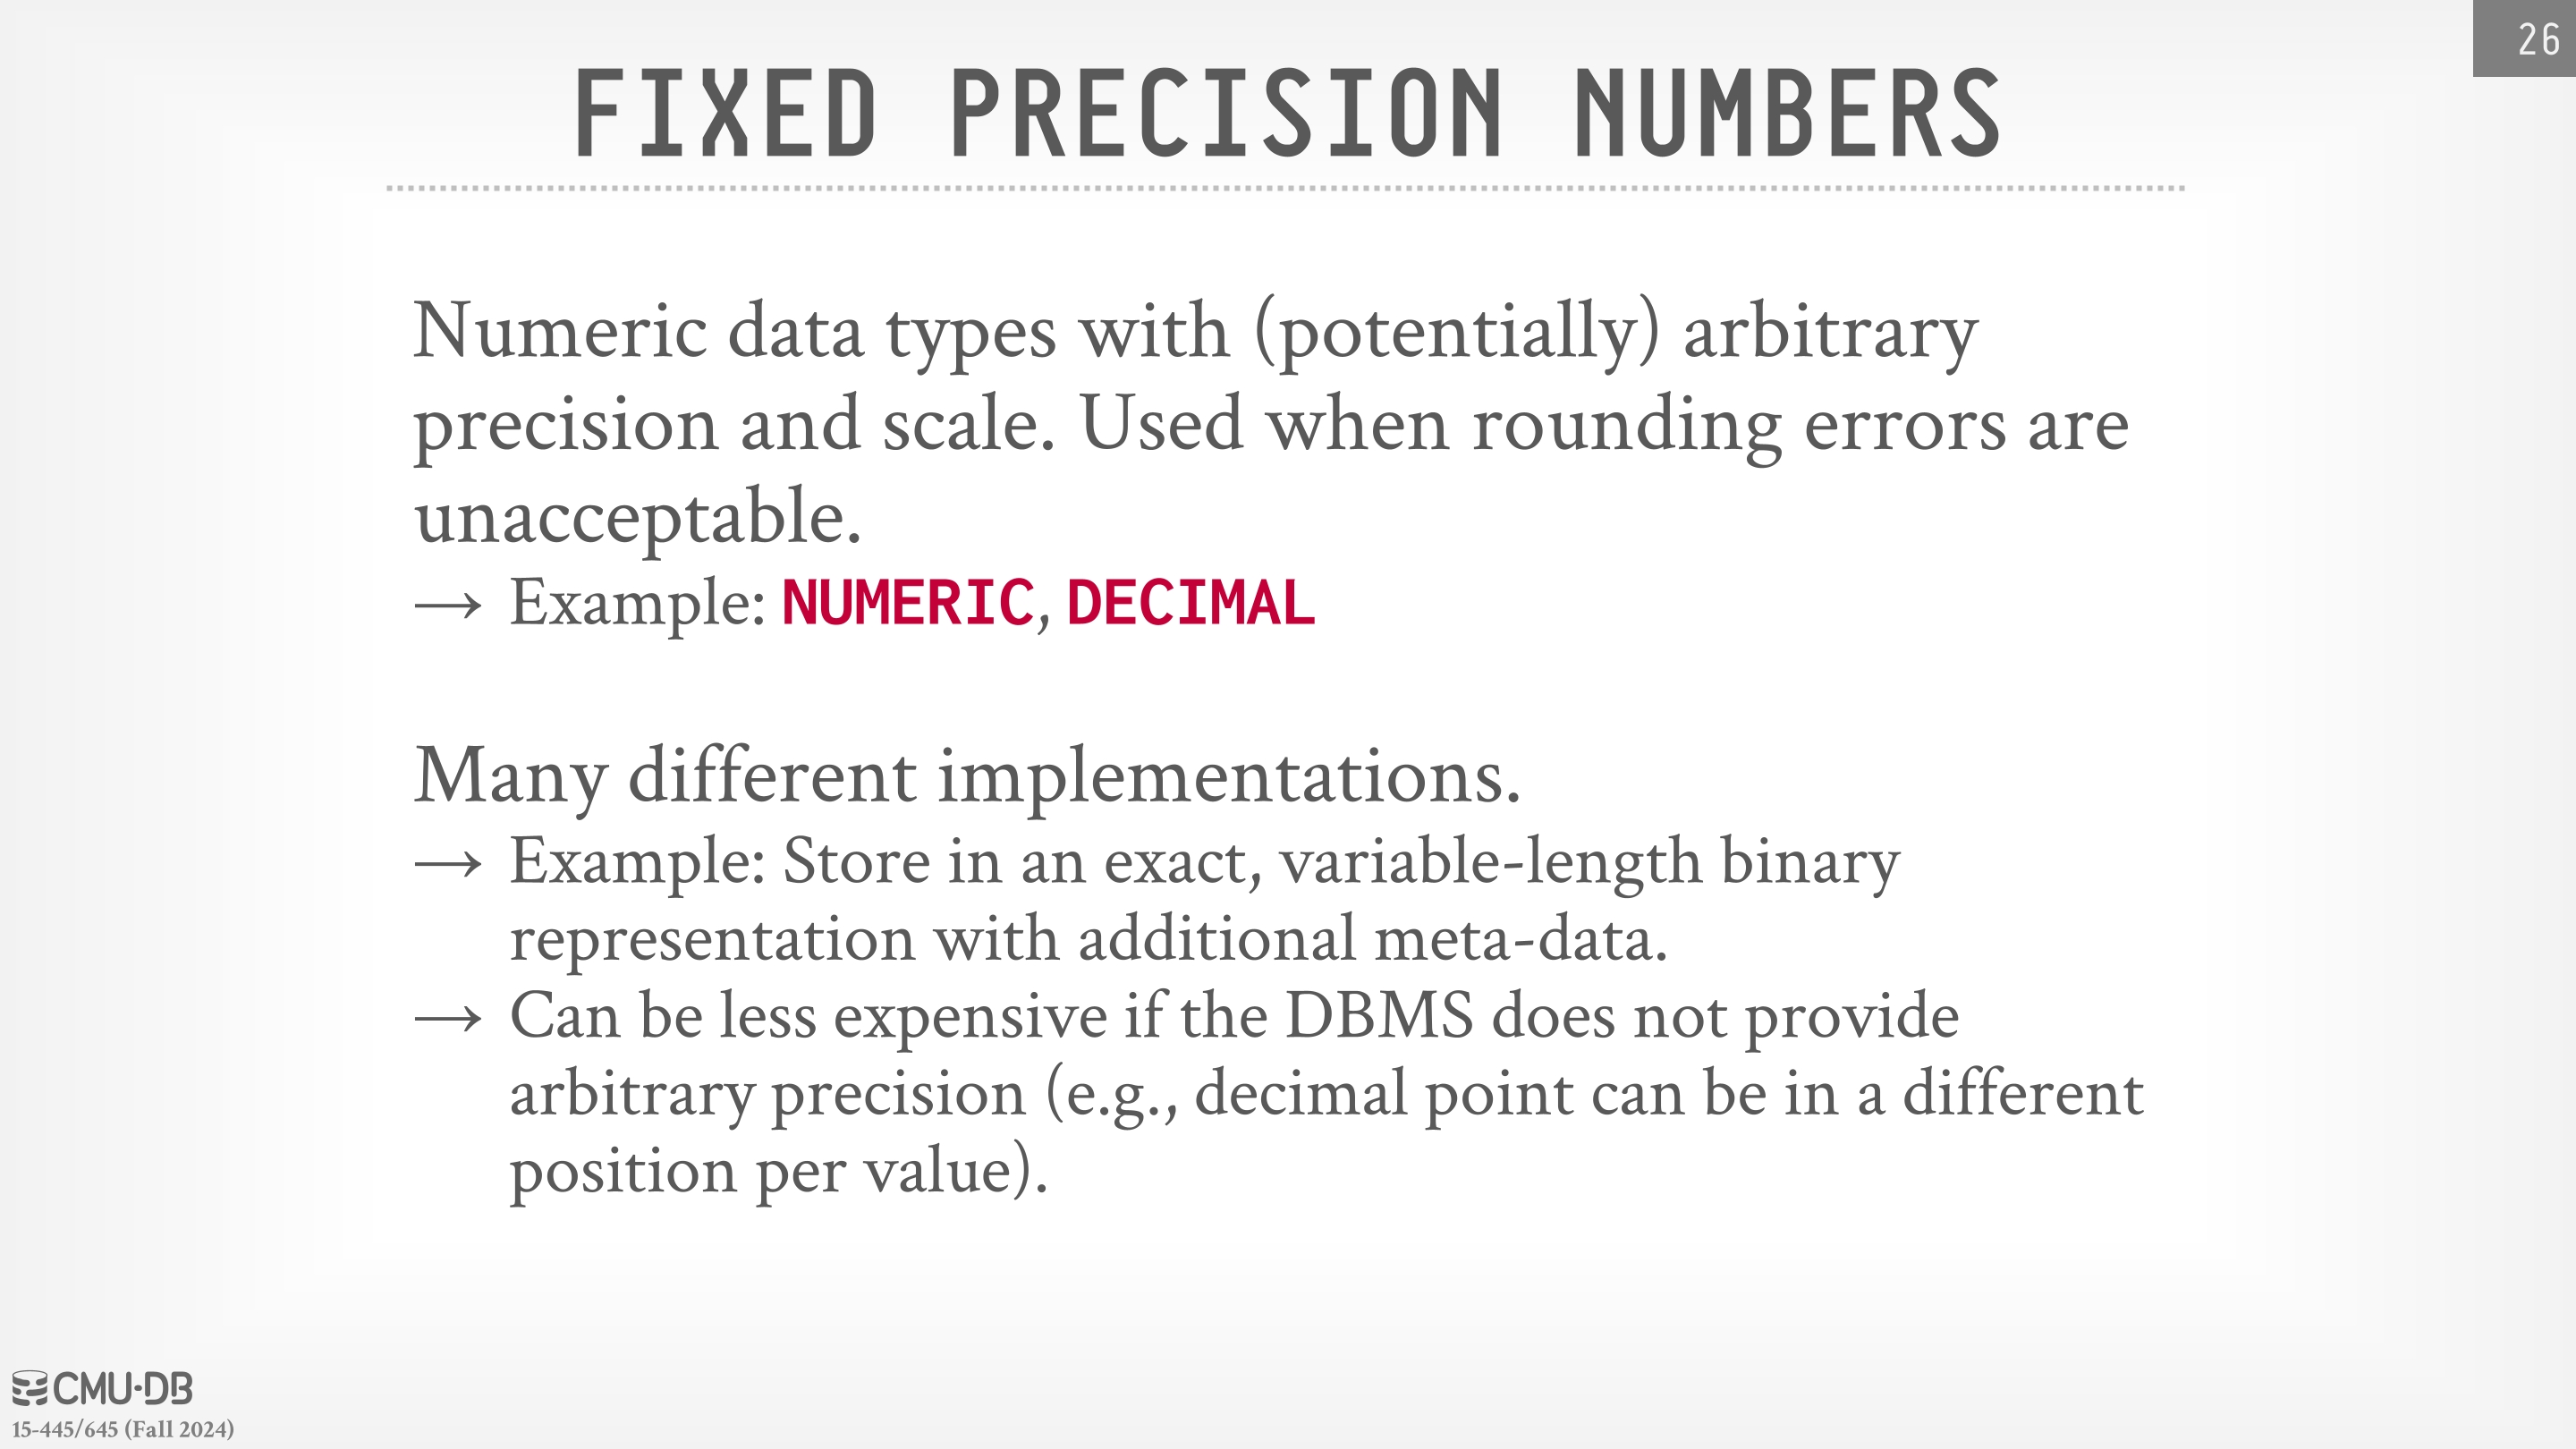 26
FIXED PRECISION NUMBERS
Numeric data types with (potentially) arbitrary
precision and scale. Used when rounding errors are
unacceptable.
→ Example: NUMERIC, DECIMAL
Many different implementations.
→ Example: Store in an exact, variable-length binary
representation with additional meta-data.
→ Can be less expensive if the DBMS does not provide
arbitrary precision (e.g., decimal point can be in a different
position per value).
CMU·DB
15-445/645 (Fall 2024)